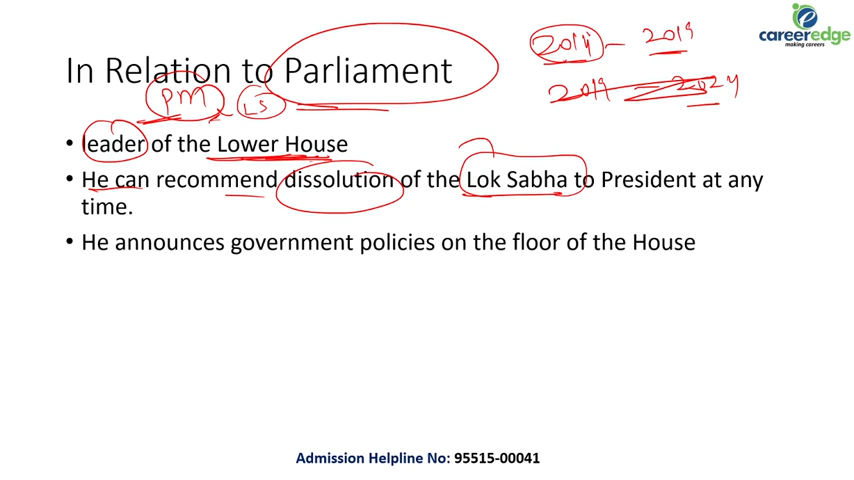 careeredge
making careers
2014 - 2019
2019 - 2024
In Relation to Parliament
PM LS
• leader of the Lower House
• He can recommend dissolution of the Lok Sabha to President at any
time.
• He announces government policies on the floor of the House
Admission Helpline No: 95515-00041